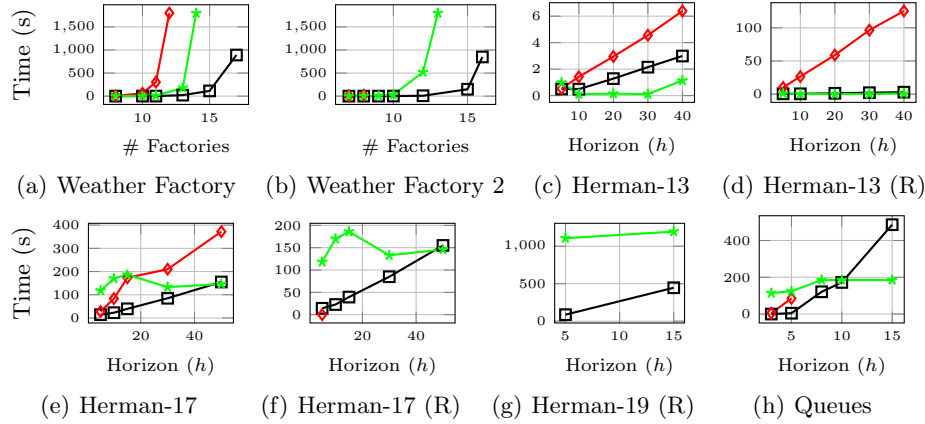 Time (s)
1,500
1,000
500
0
10
15
# Factories
(a) Weather Factory
1,500
1,000
500
0
10
15
# Factories
(b) Weather Factory 2
6
4
2
0
10 20 30 40
Horizon (h)
(c) Herman-13
100
50
0
10 20 30 40
Horizon (h)
(d) Herman-13 (R)
Time (s)
400
300
200
100
0
20 40
Horizon (h)
(e) Herman-17
200
150
100
50
0
20 40
Horizon (h)
(f) Herman-17 (R)
1,000
500
0
5 10 15
Horizon (h)
(g) Herman-19 (R)
400
200
0
5 10 15
Horizon (h)
(h) Queues